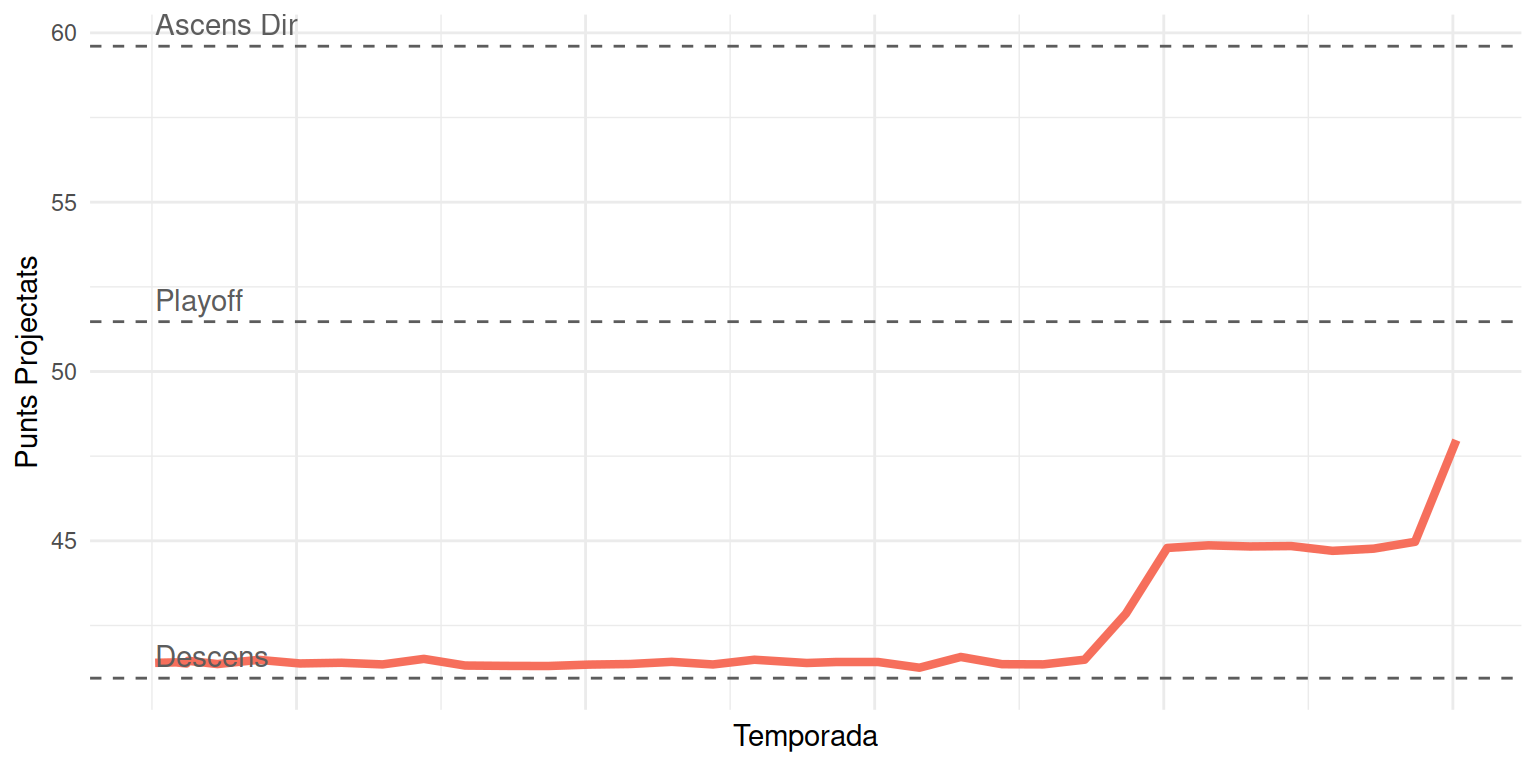 Ascens Dir
60
55
Playoff
50
45
Descens
Punts Projectats
Temporada